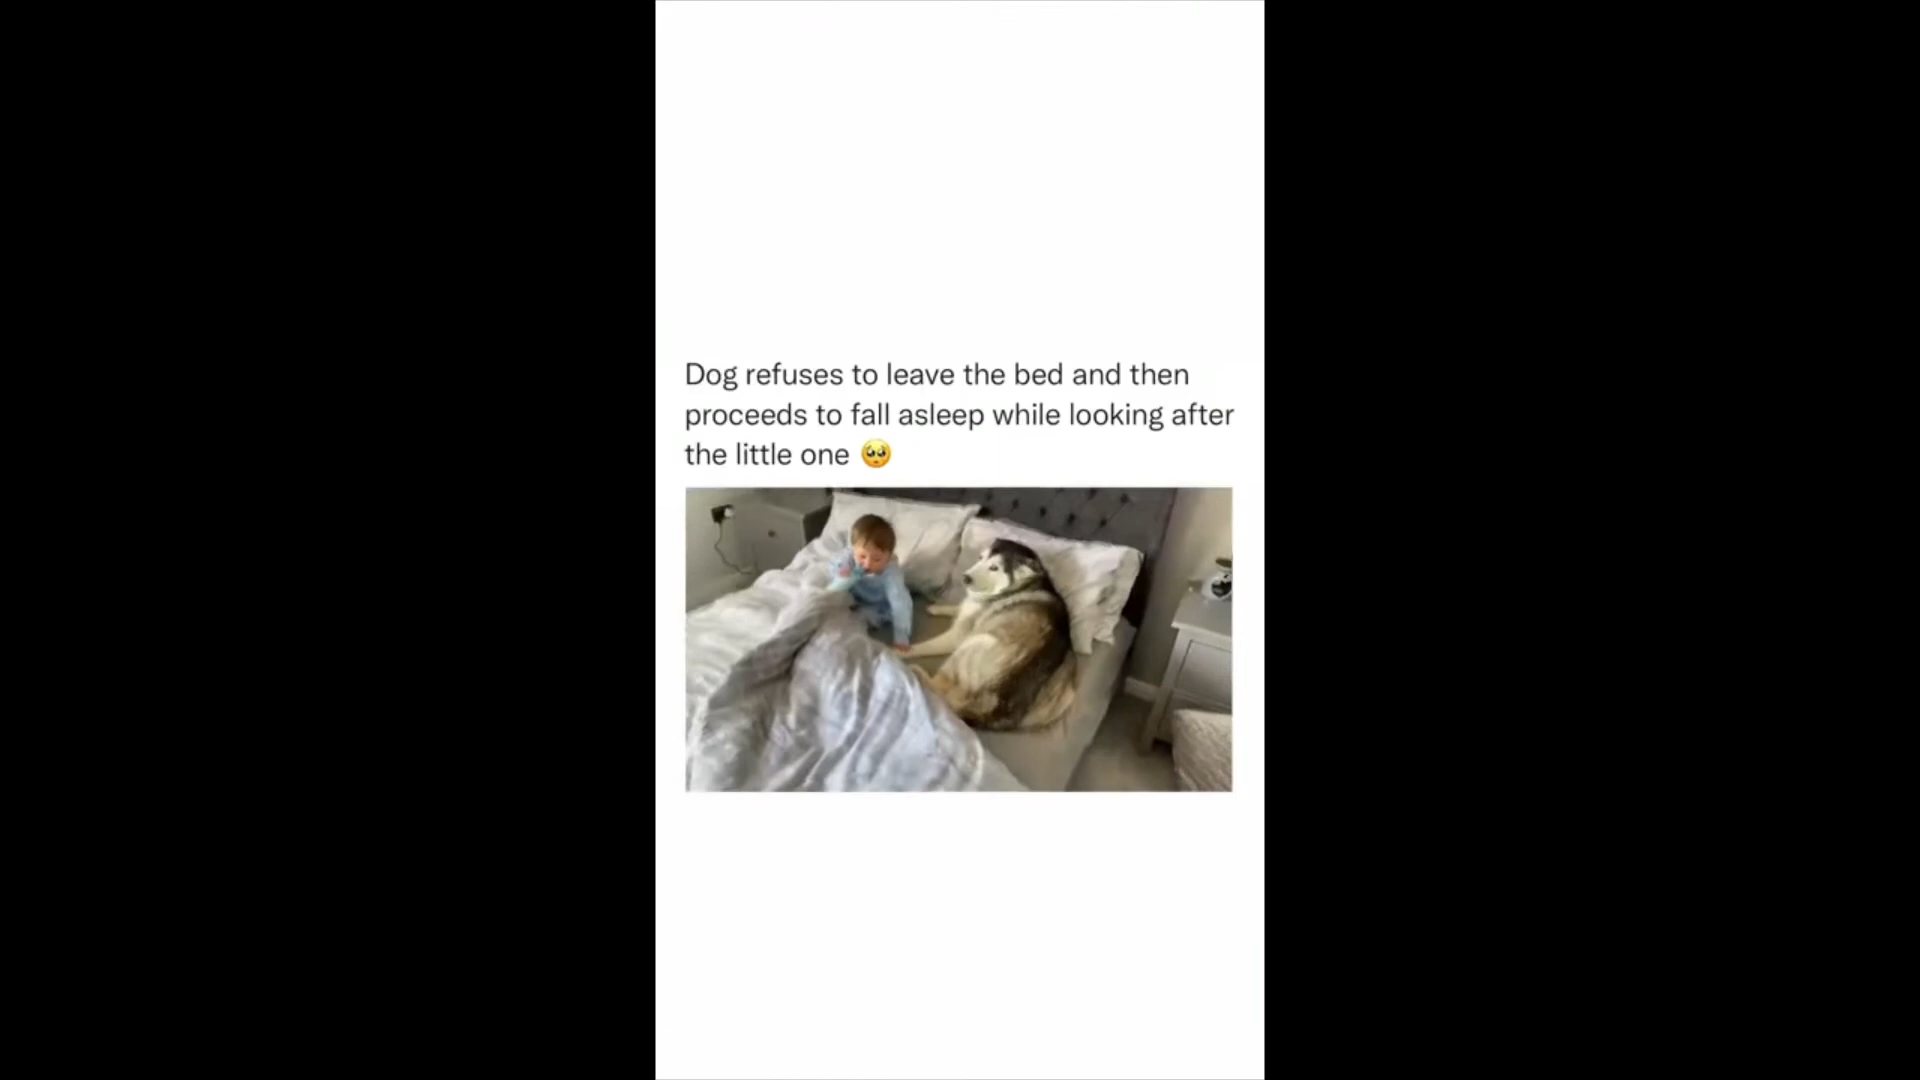 Dog refuses to leave the bed and then
proceeds to fall asleep while looking after
the little one 🥺